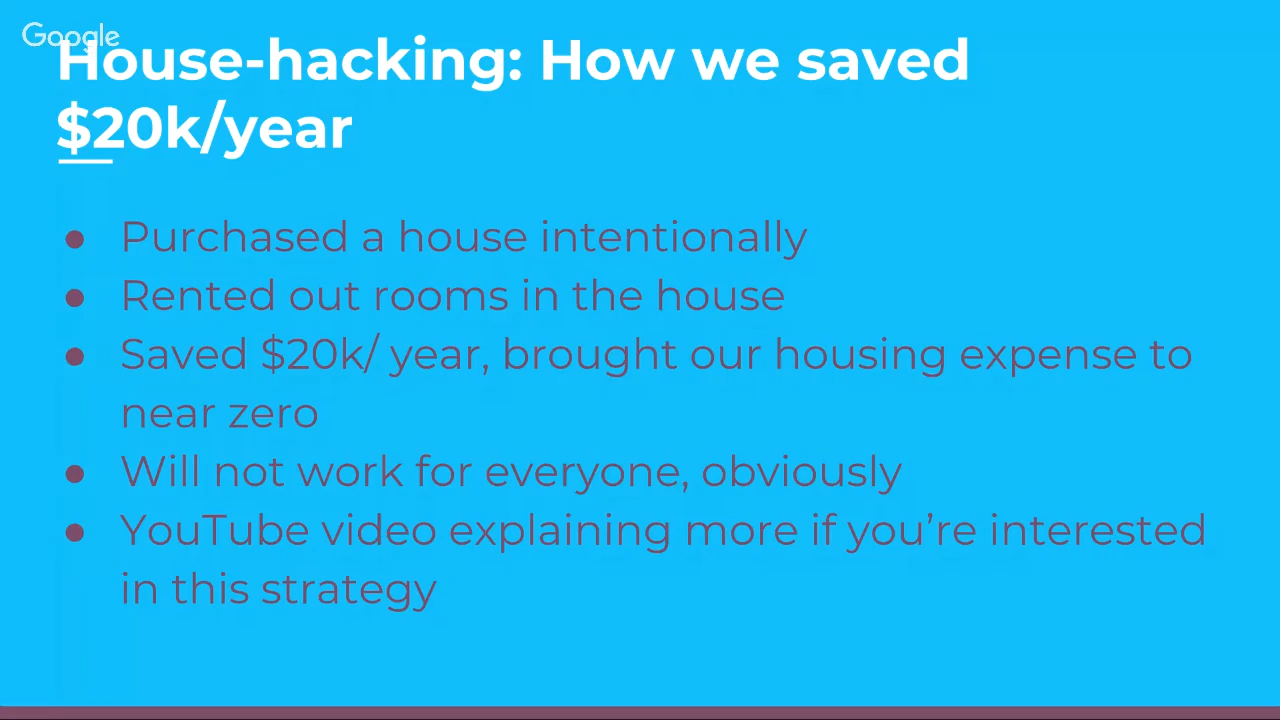 Google
House-hacking: How we saved
$20k/year
● Purchased a house intentionally
● Rented out rooms in the house
● Saved $20k/ year, brought our housing expense to
near zero
● Will not work for everyone, obviously
● YouTube video explaining more if you’re interested
in this strategy